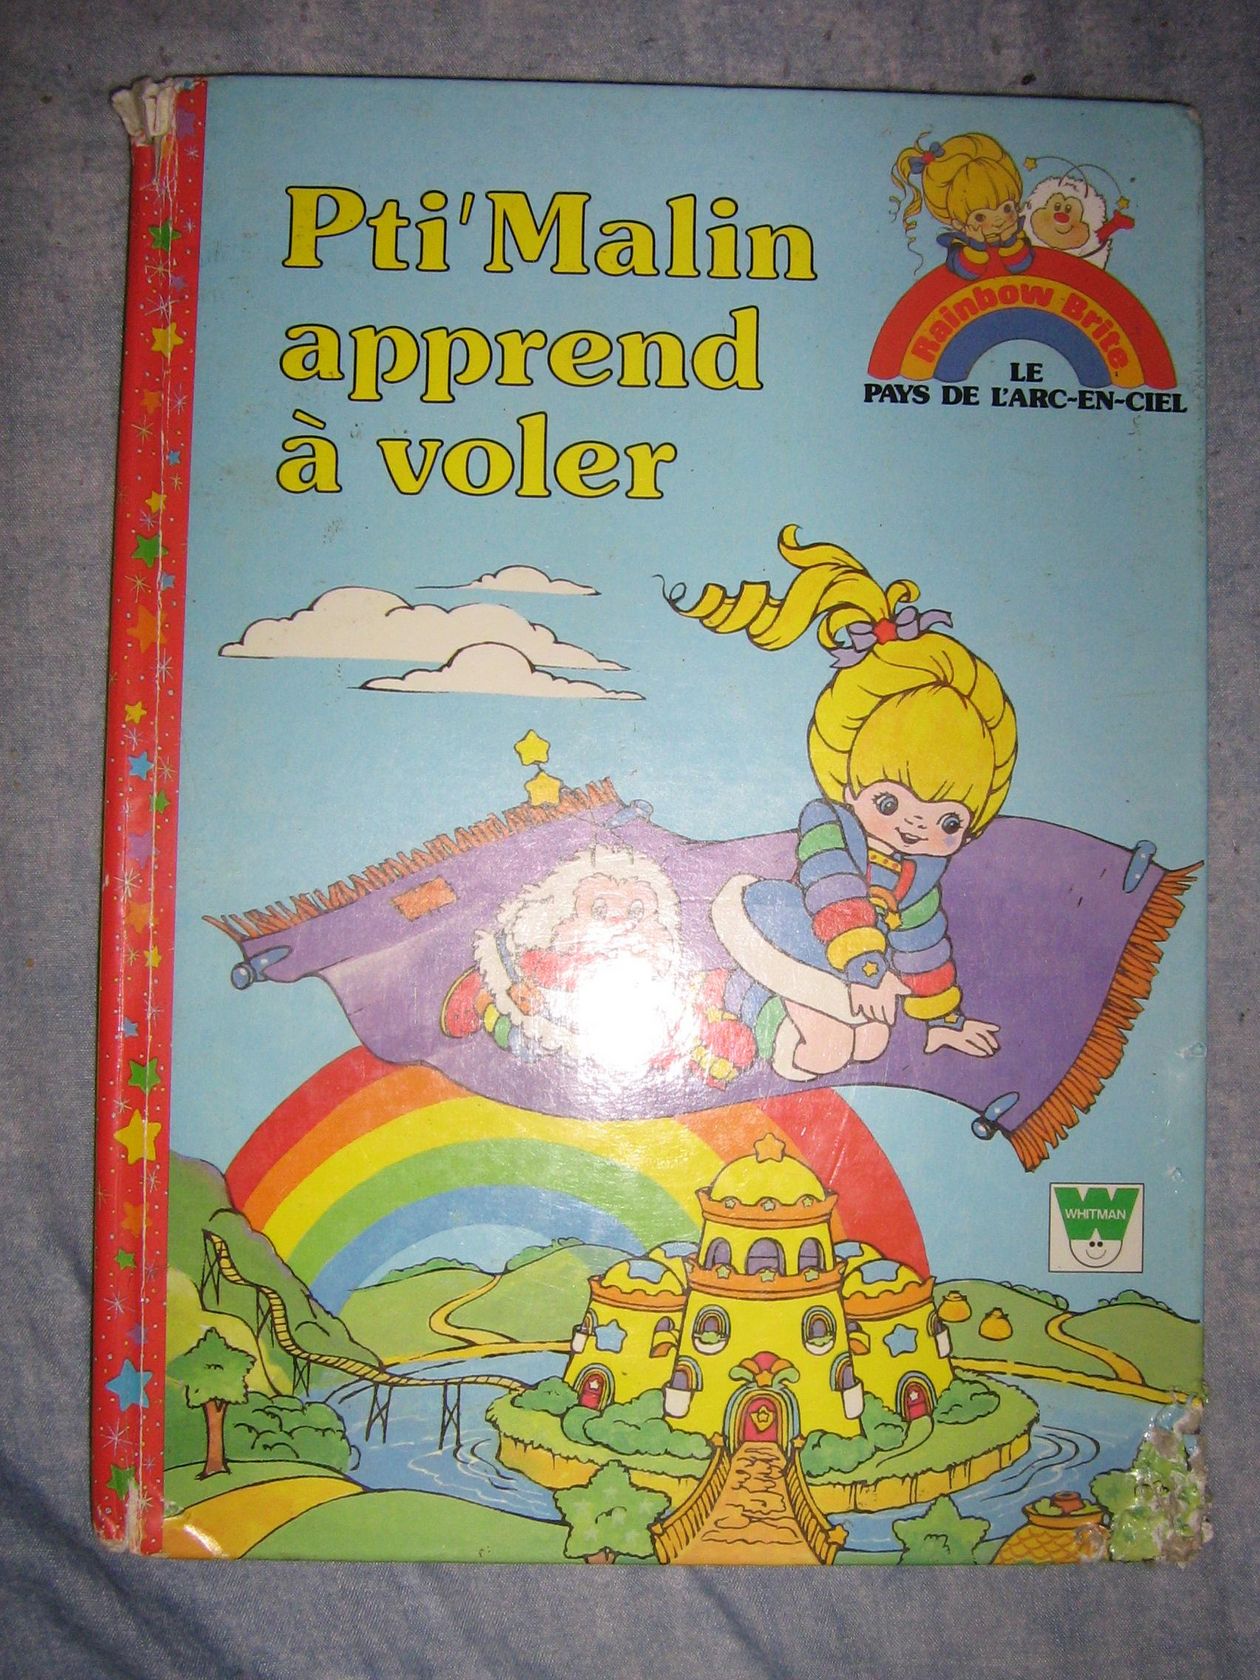 Pti'Malin
apprend
à voler
Rainbow Brite
LE
PAYS DE L'ARC-EN-CIEL
WHITMAN